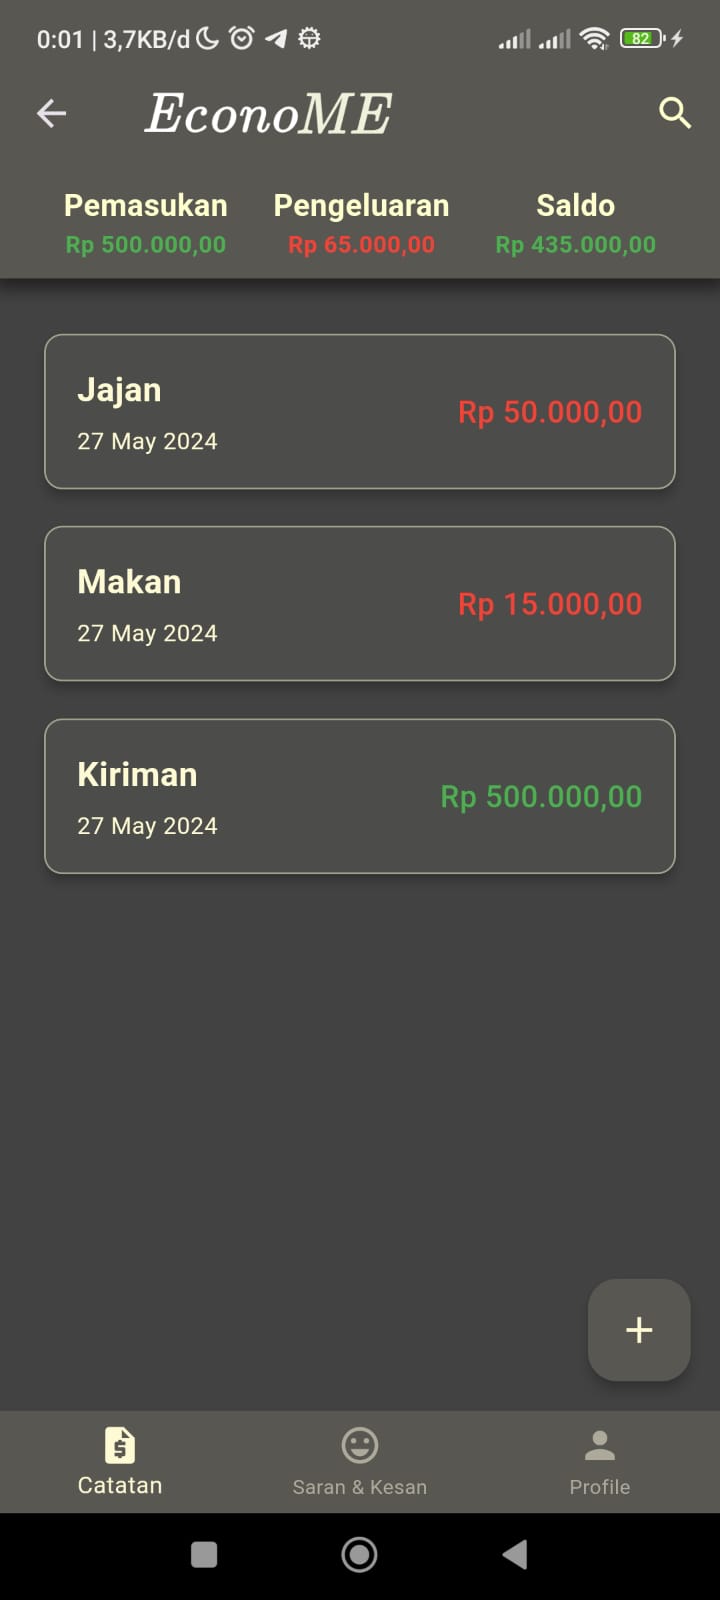 0:01 | 3,7KB/d
82
EconoME
Pemasukan Pengeluaran Saldo
Rp 500.000,00 Rp 65.000,00 Rp 435.000,00
Jajan
Rp 50.000,00
27 May 2024
Makan
Rp 15.000,00
27 May 2024
Kiriman
Rp 500.000,00
27 May 2024
+
Catatan Saran & Kesan Profile